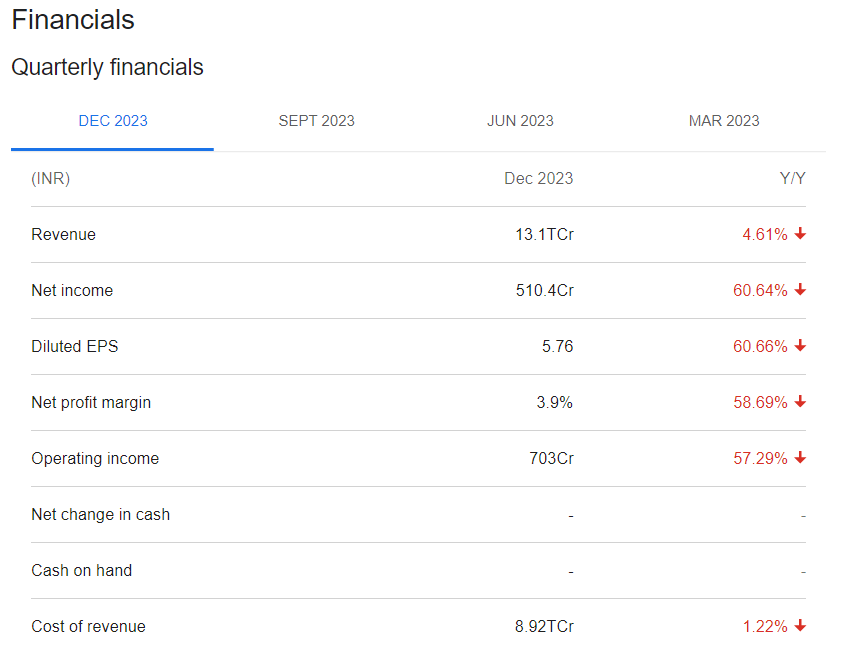 Financials
Quarterly financials
DEC 2023 SEPT 2023 JUN 2023 MAR 2023
(INR) Dec 2023 Y/Y
Revenue 13.1TCr 4.61%
Net income 510.4Cr 60.64%
Diluted EPS 5.76 60.66%
Net profit margin 3.9% 58.69%
Operating income 703Cr 57.29%
Net change in cash - -
Cash on hand - -
Cost of revenue 8.92TCr 1.22%